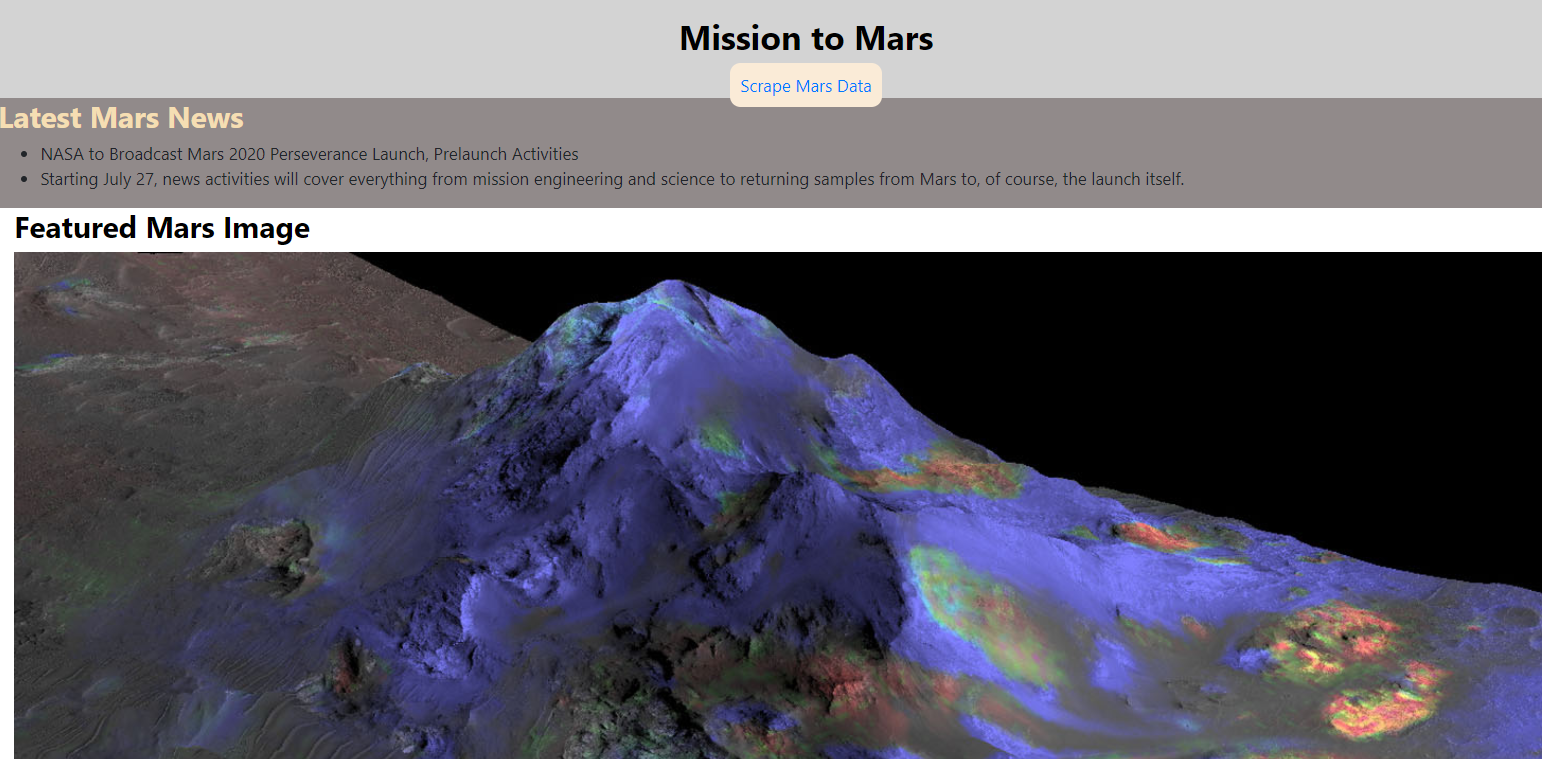 Mission to Mars
Scrape Mars Data
Latest Mars News
NASA to Broadcast Mars 2020 Perseverance Launch, Prelaunch Activities
Starting July 27, news activities will cover everything from mission engineering and science to returning samples from Mars to, of course, the launch itself.
Featured Mars Image